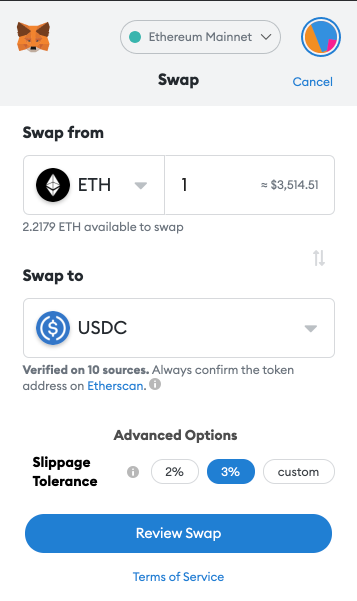 Ethereum Mainnet
Swap
Cancel
Swap from
ETH
1
≈ $3,514.51
2.2179 ETH available to swap
Swap to
USDC
Verified on 10 sources. Always confirm the token
address on Etherscan.
Advanced Options
Slippage
Tolerance
2%
3%
custom
Review Swap
Terms of Service